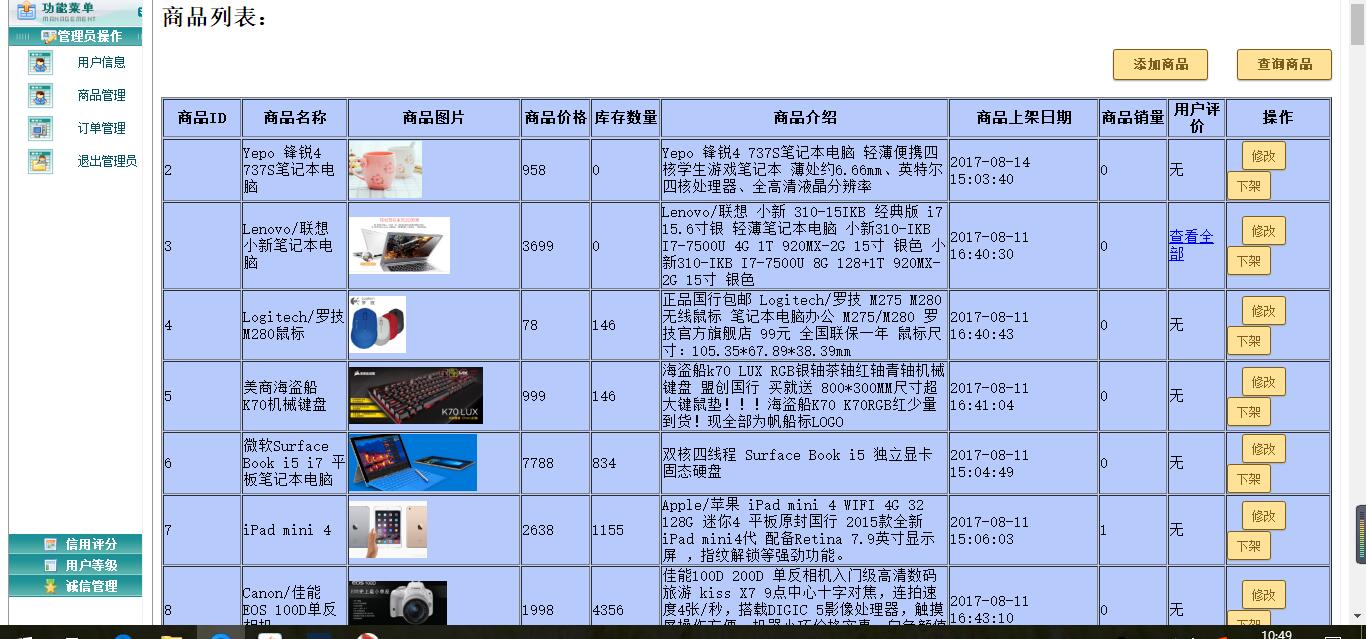 功能菜单
MANAGEMENT
管理员操作
用户信息
商品管理
订单管理
退出管理员
信用评分
用户等级
诚信管理
商品列表：
添加商品 查询商品
商品ID 商品名称 商品图片 商品价格 库存数量 商品介绍 商品上架日期 商品销量 用户评价 操作
2
Yepo 锋锐4
737S笔记本电
脑
958
0
Yepo 锋锐4 737S笔记本电脑 轻薄便携四
核学生游戏笔记本 薄处约6.66mm、英特尔
四核处理器、全高清液晶分辨率
2017-08-14
15:03:40
0
无
修改
下架
3
Lenovo/联想
小新笔记本电
脑
3699
0
Lenovo/联想 小新 310-15IKB 经典版 i7
15.6寸银 轻薄笔记本电脑 小新310-IKB
I7-7500U 4G 1T 920MX-2G 15寸 银色 小
新310-IKB I7-7500U 8G 128+1T 920MX-
2G 15寸 银色
2017-08-11
16:40:30
0
查看全
部
修改
下架
4
Logitech/罗技
M280鼠标
78
146
正品国行包邮 Logitech/罗技 M275 M280
无线鼠标 笔记本电脑办公 M275/M280 罗
技官方旗舰店 99元 全国联保一年 鼠标尺
寸：105.35*67.89*38.39mm
2017-08-11
16:40:43
0
无
修改
下架
5
美商海盗船
K70机械键盘
K70 LUX
999
146
海盗船k70 LUX RGB银轴茶轴红轴青轴机械
键盘 盟创国行 买就送 800*300MM尺寸超
大键鼠垫！！！海盗船K70 K70RGB红少量
到货！现全部为帆船标LOGO
2017-08-11
16:41:04
0
无
修改
下架
6
微软Surface
Book i5 i7 平
板笔记本电脑
7788
834
双核四线程 Surface Book i5 独立显卡
固态硬盘
2017-08-11
15:04:49
0
无
修改
下架
7
iPad mini 4
2638
1155
Apple/苹果 iPad mini 4 WIFI 4G 32
128G 迷你4 平板原封国行 2015款全新
iPad mini4代 配备Retina 7.9英寸显示
屏 ，指纹解锁等强劲功能。
2017-08-11
15:06:03
1
无
修改
下架
8
Canon/佳能
EOS 100D单反
相机
EOS 100D
1998
4356
佳能100D 200D 单反相机入门级高清数码
旅游 kiss X7 9点中心十字对焦，连拍速
度4张/秒，搭载DIGIC 5影像处理器，触摸
2017-08-11
16:43:10
0
无
修改
下架
10:49